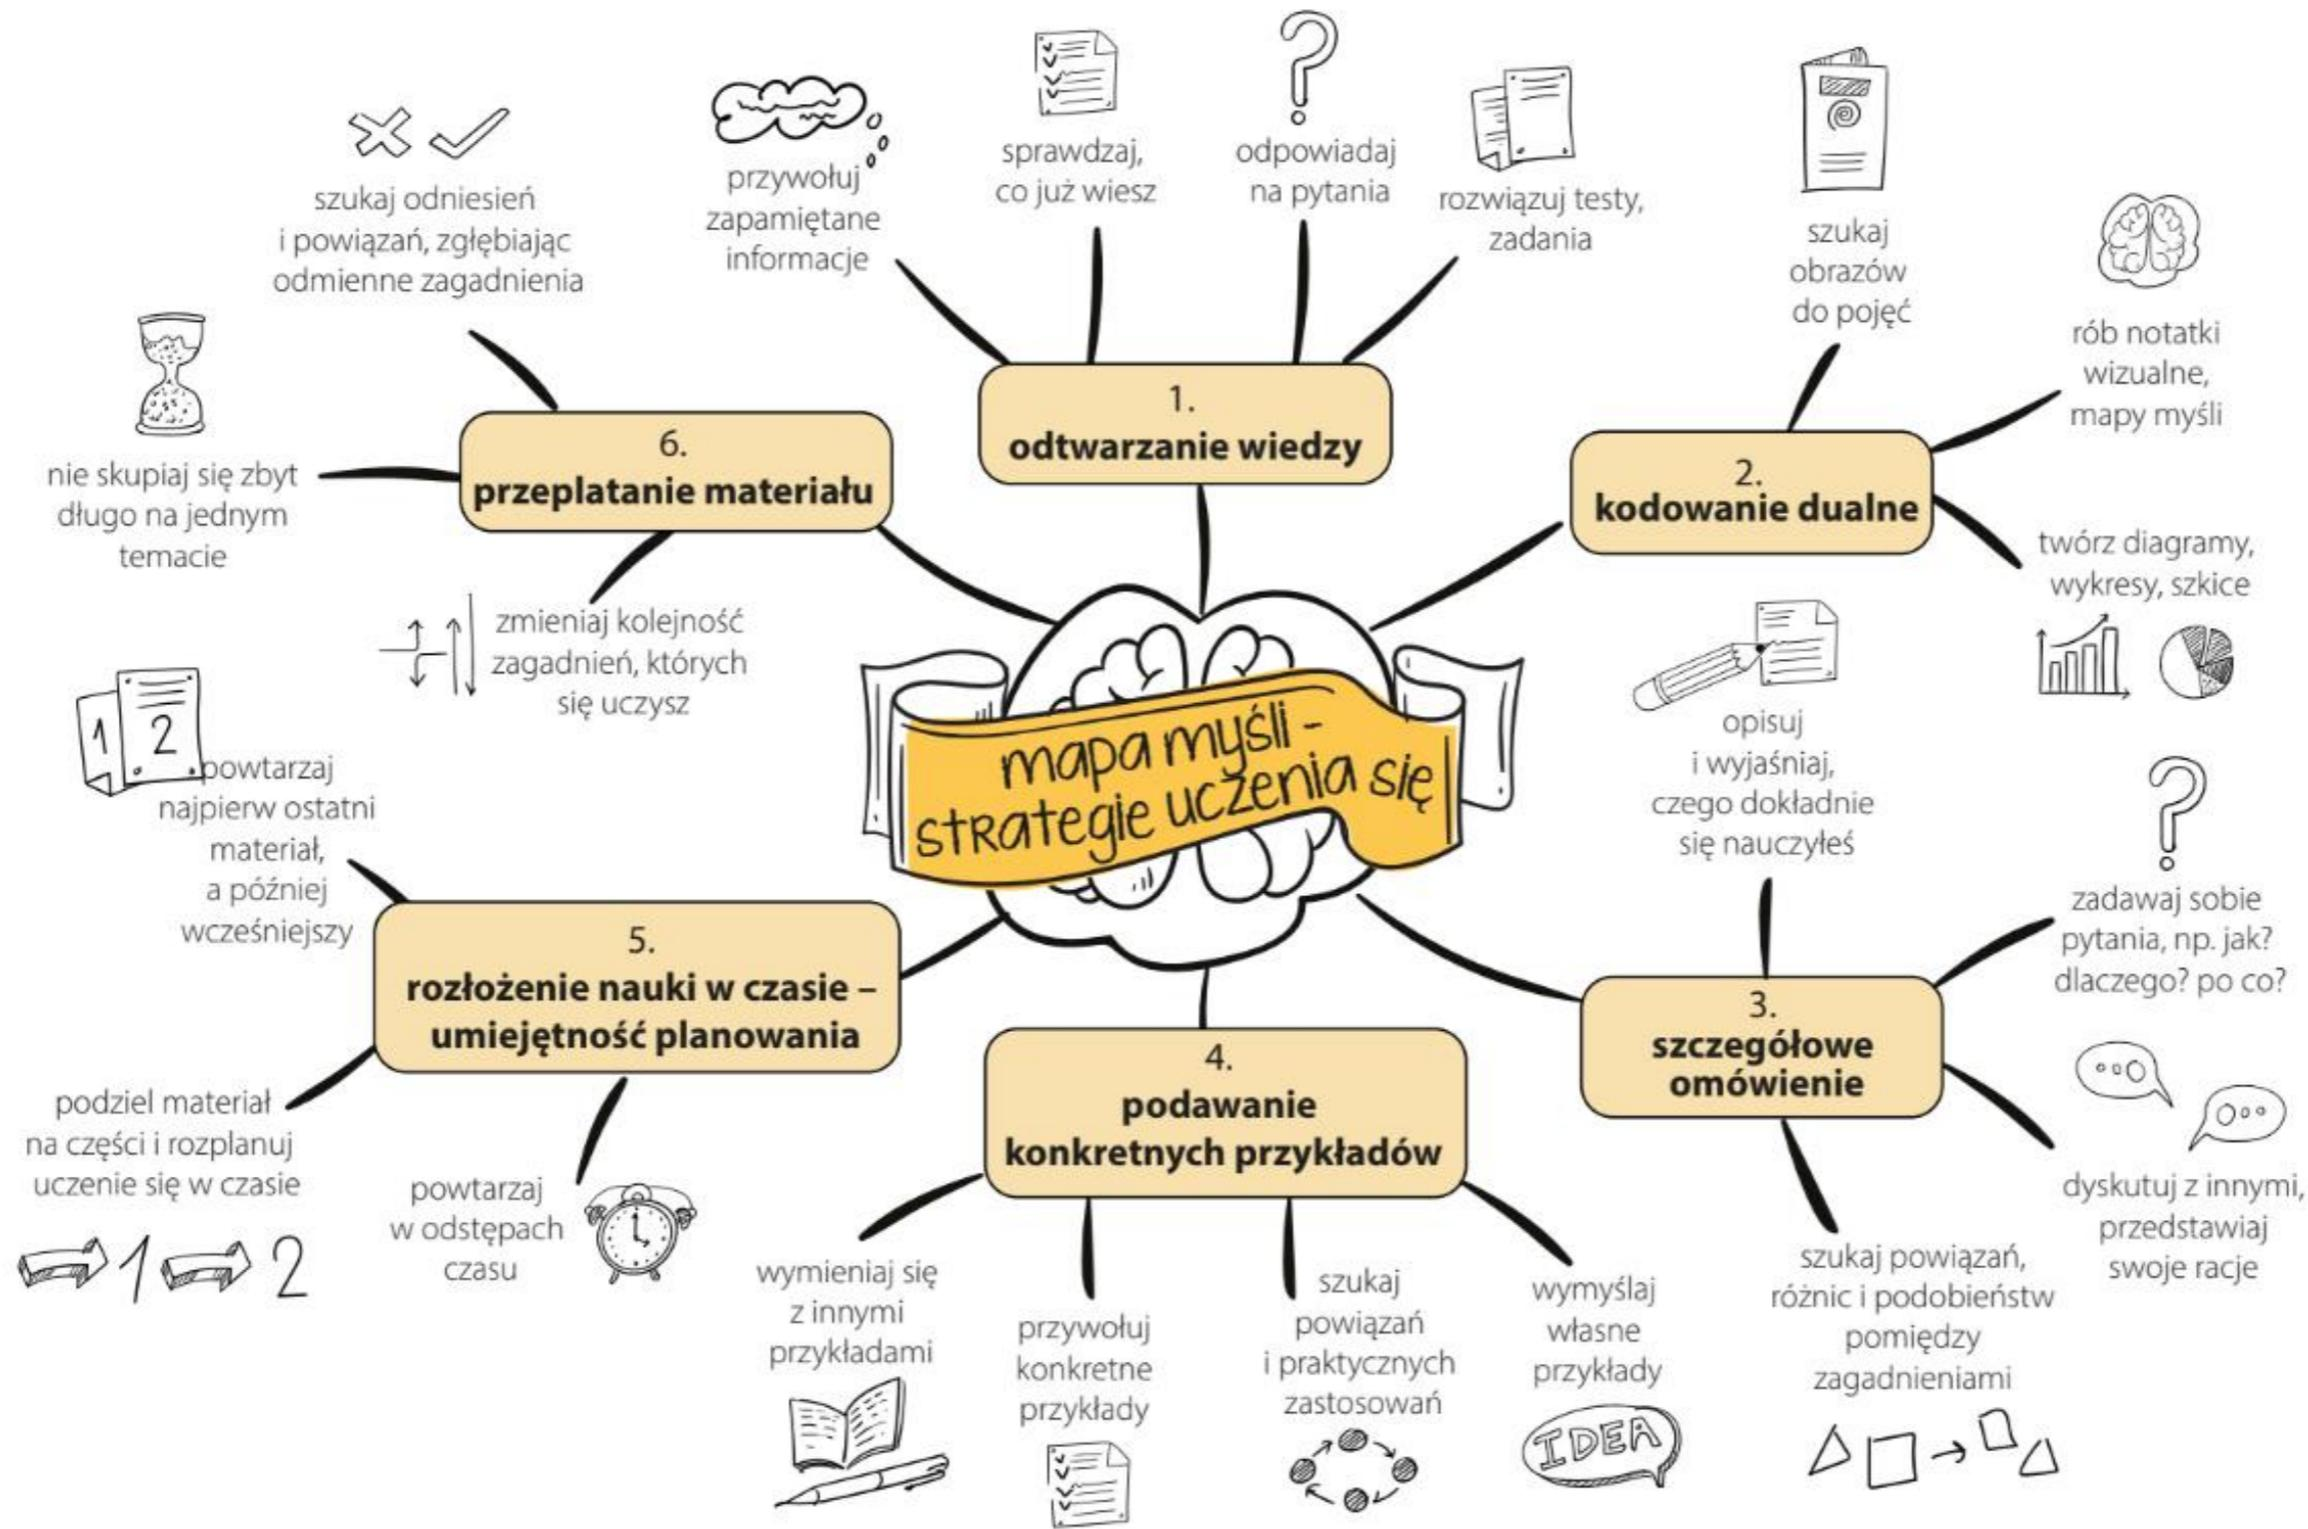 mapa myśli -
strategie uczenia się
1.
odtwarzanie wiedzy
przywołuj
zapamiętane
informacje
sprawdzaj,
co już wiesz
odpowiadaj
na pytania
rozwiązuj testy,
zadania
2.
kodowanie dualne
szukaj
obrazów
do pojęć
rób notatki
wizualne,
mapy myśli
twórz diagramy,
wykresy, szkice
3.
szczegółowe
omówienie
opisuj
i wyjaśniaj,
czego dokładnie
się nauczyłeś
zadawaj sobie
pytania, np. jak?
dlaczego? po co?
dyskutuj z innymi,
przedstawiaj
swoje racje
szukaj powiązań,
różnic i podobieństw
pomiędzy
zagadnieniami
4.
podawanie
konkretnych przykładów
wymieniaj się
z innymi
przykładami
przywołuj
konkretne
przykłady
szukaj
powiązań
i praktycznych
zastosowań
wymyślaj
własne
przykłady
IDEA
5.
rozłożenie nauki w czasie –
umiejętność planowania
1 2
powtarzaj
najpierw ostatni
materiał,
a później
wcześniejszy
podziel materiał
na części i rozplanuj
uczenie się w czasie
1 2
powtarzaj
w odstępach
czasu
6.
przeplatanie materiału
szukaj odniesień
i powiązań, zgłębiając
odmienne zagadnienia
nie skupiaj się zbyt
długo na jednym
temacie
zmieniaj kolejność
zagadnień, których
się uczysz